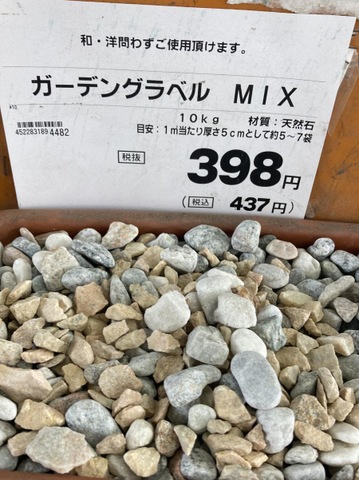 和・洋問わずご使用頂けます。
ガーデングラベル MIX
10kg 材質:天然石
目安:1㎡当たり厚さ5cmとして約5~7袋
452283189 4482
税抜 398円
(税込 437円)